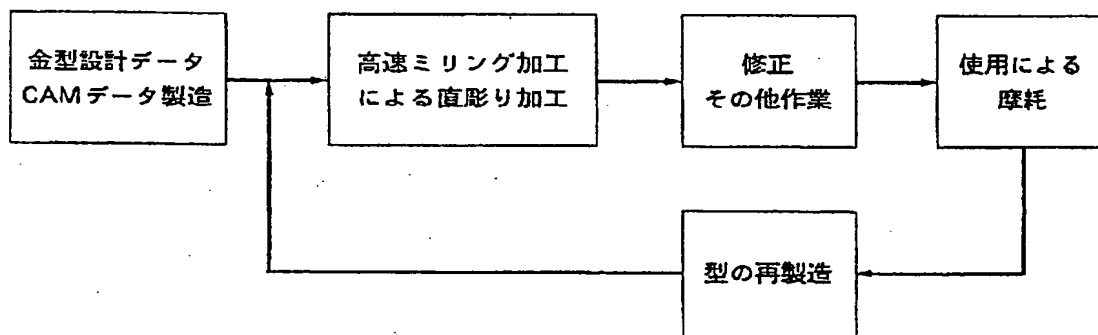 金型設計データ
CAMデータ製造
高速ミリング加工
による直彫り加工
修正
その他作業
使用による
摩耗
型の再製造